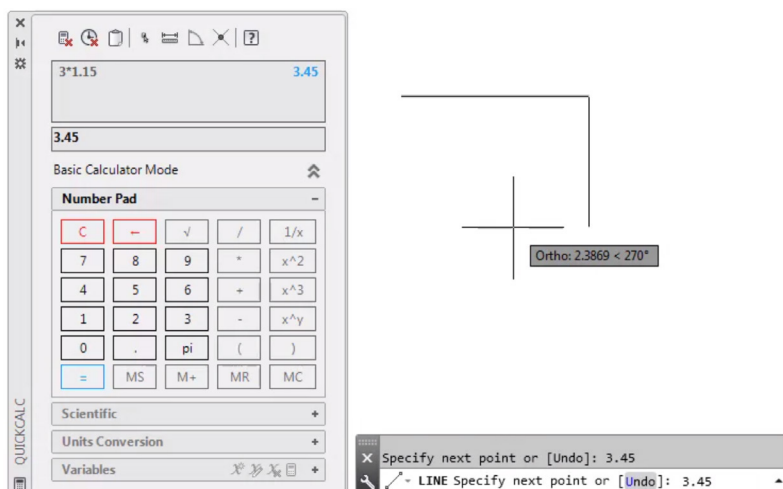 3*1.15 3.45
3.45
Basic Calculator Mode
Number Pad −
C ← √ / 1/x
7 8 9 * x^2
4 5 6 + x^3
1 2 3 - x^y
0 . pi ( )
= MS M+ MR MC
Scientific +
Units Conversion +
Variables +
QUICKCALC
Ortho: 2.3869 < 270°
Specify next point or [Undo]: 3.45
LINE Specify next point or [Undo]: 3.45